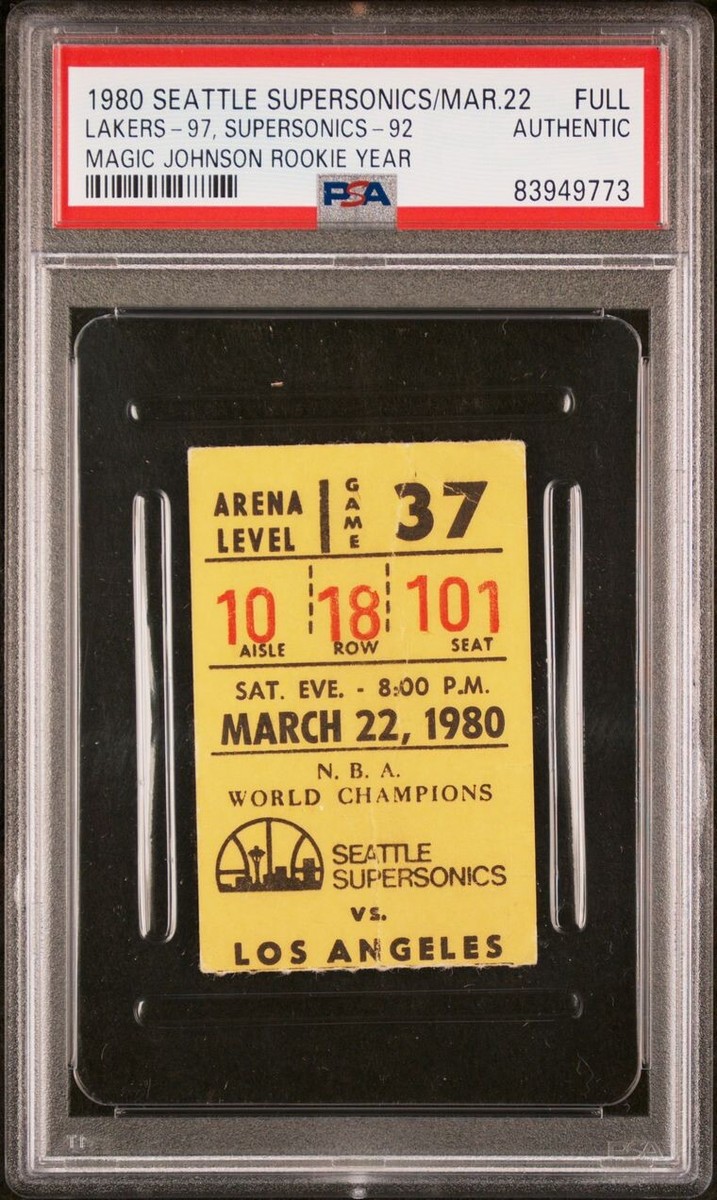 1980 SEATTLE SUPERSONICS/MAR.22 FULL
LAKERS-97, SUPERSONICS-92 AUTHENTIC
MAGIC JOHNSON ROOKIE YEAR
PSA 83949773
ARENA LEVEL GAME 37
10 18 101
AISLE ROW SEAT
SAT. EVE. - 8:00 P.M.
MARCH 22, 1980
N. B. A.
WORLD CHAMPIONS
SEATTLE
SUPERSONICS
VS.
LOS ANGELES
PSA